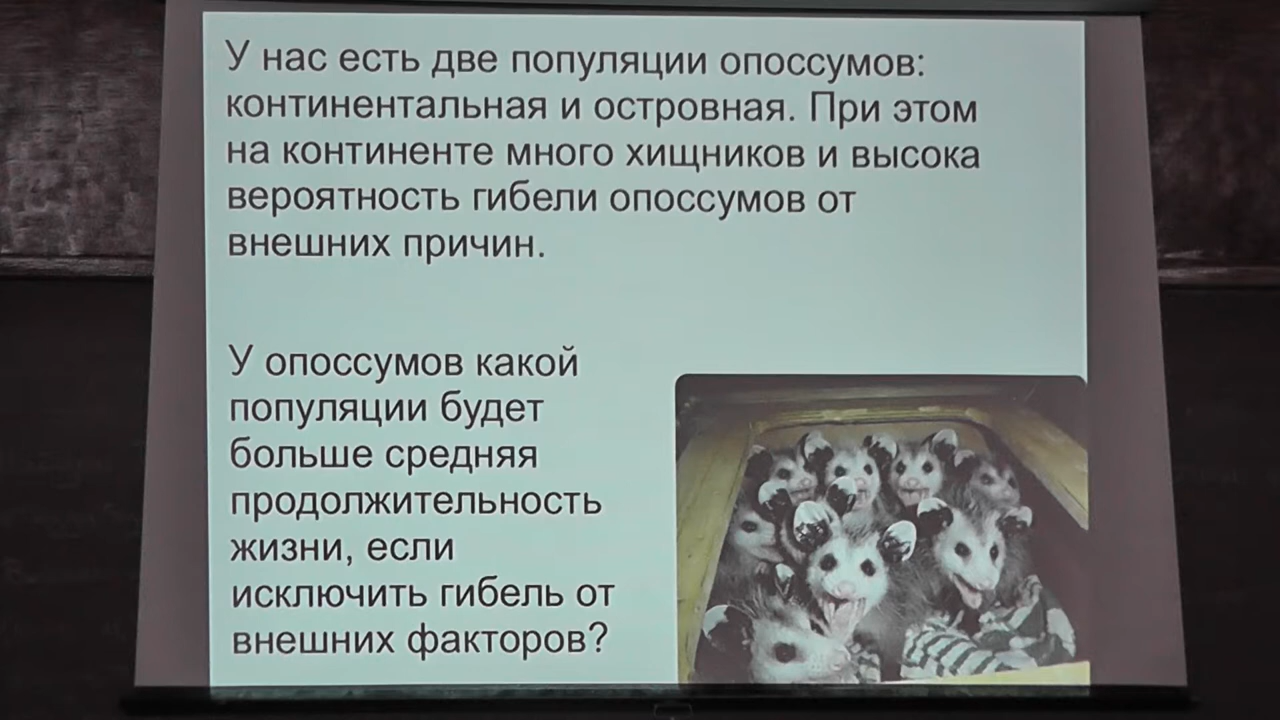 У нас есть две популяции опоссумов:
континентальная и островная. При этом
на континенте много хищников и высока
вероятность гибели опоссумов от
внешних причин.
У опоссумов какой
популяции будет
больше средняя
продолжительность
жизни, если
исключить гибель от
внешних факторов?